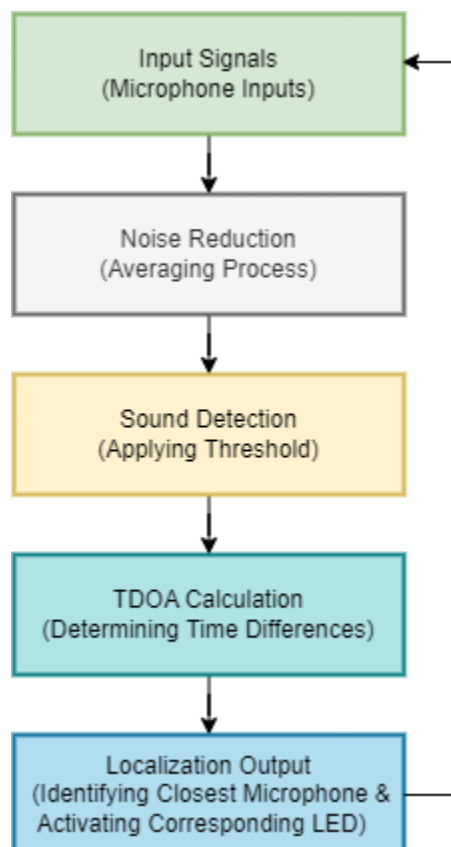 Input Signals
(Microphone Inputs)
Noise Reduction
(Averaging Process)
Sound Detection
(Applying Threshold)
TDOA Calculation
(Determining Time Differences)
Localization Output
(Identifying Closest Microphone &
Activating Corresponding LED)